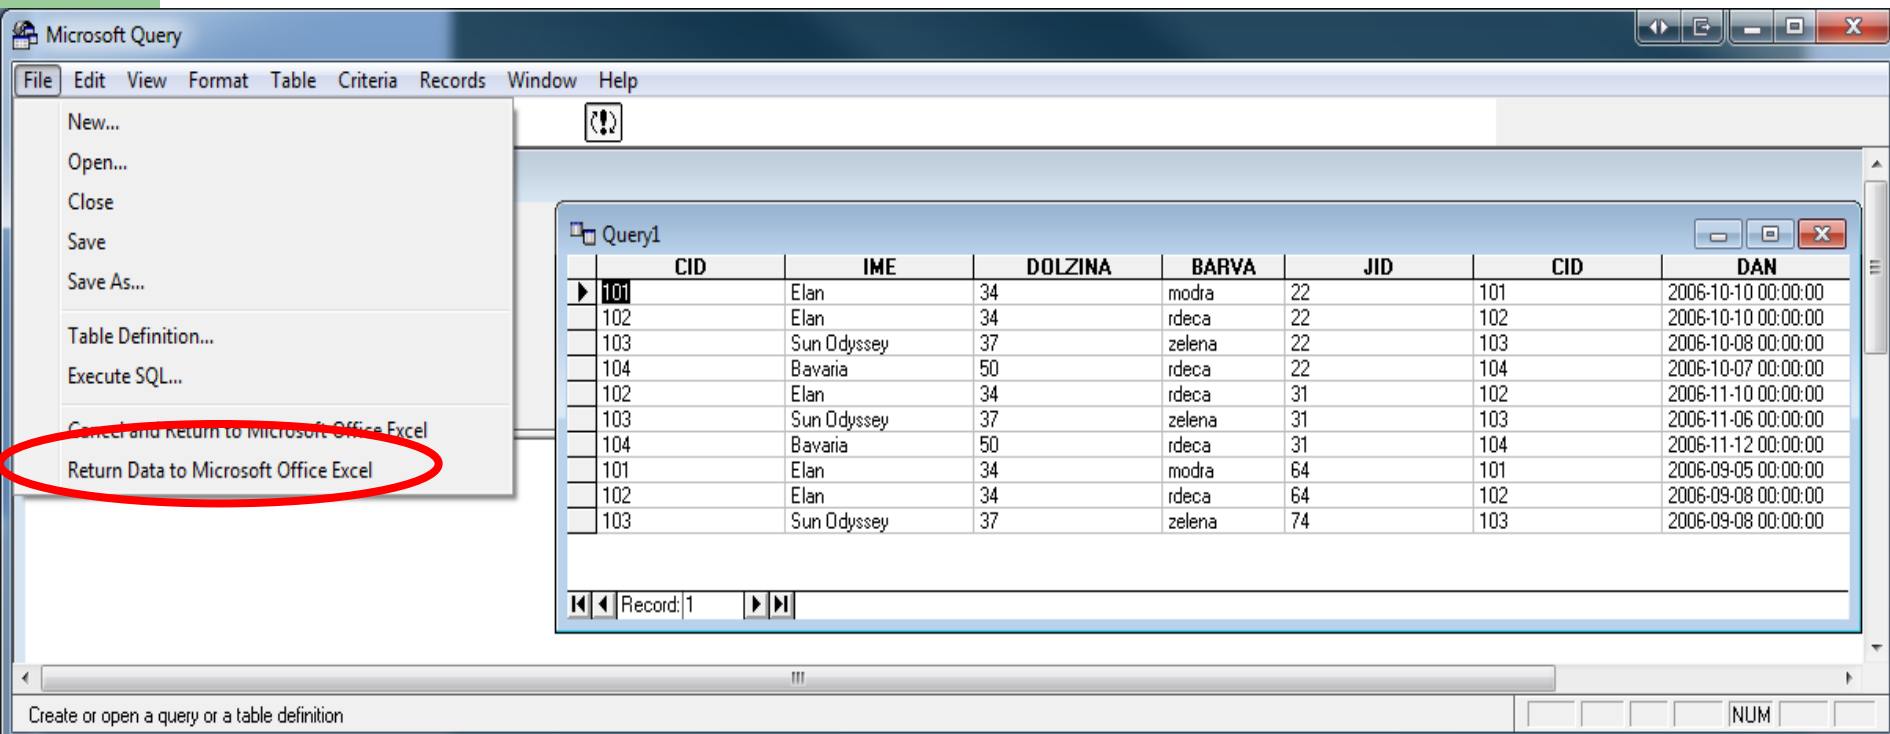 Microsoft Query
File Edit View Format Table Criteria Records Window Help
New...
Open...
Close
Save
Save As...
Table Definition...
Execute SQL...
Cancel and Return to Microsoft Office Excel
Return Data to Microsoft Office Excel
Query1
CID IME DOLZINA BARVA JID CID DAN
101 Elan 34 modra 22 101 2006-10-10 00:00:00
102 Elan 34 rdeca 22 102 2006-10-10 00:00:00
103 Sun Odyssey 37 zelena 22 103 2006-10-08 00:00:00
104 Bavaria 50 rdeca 22 104 2006-10-07 00:00:00
102 Elan 34 rdeca 31 102 2006-11-10 00:00:00
103 Sun Odyssey 37 zelena 31 103 2006-11-06 00:00:00
104 Bavaria 50 rdeca 31 104 2006-11-12 00:00:00
101 Elan 34 modra 64 101 2006-09-05 00:00:00
102 Elan 34 rdeca 64 102 2006-09-08 00:00:00
103 Sun Odyssey 37 zelena 74 103 2006-09-08 00:00:00
Record: 1
Create or open a query or a table definition
NUM